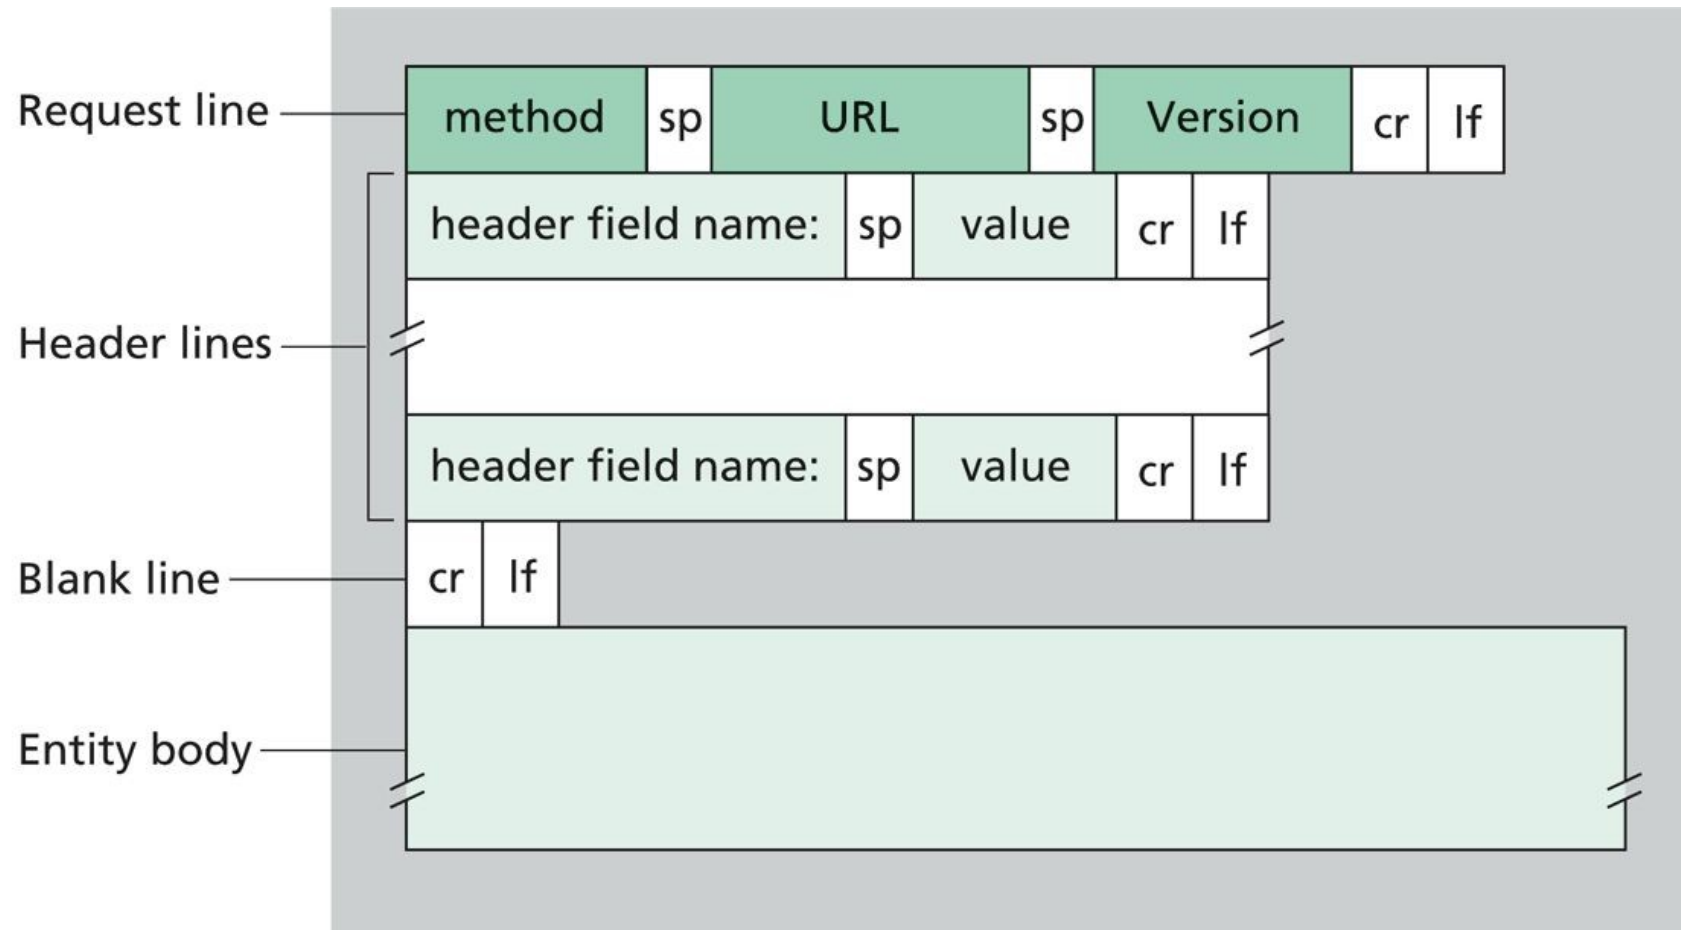 Request line method sp URL sp Version cr lf
header field name: sp value cr lf
Header lines
header field name: sp value cr lf
Blank line cr lf
Entity body